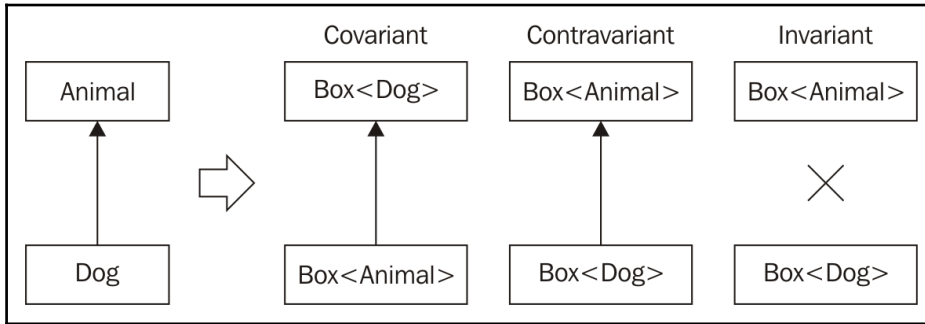 Covariant Contravariant Invariant
Animal Box<Dog> Box<Animal> Box<Animal>
Dog Box<Animal> Box<Dog> Box<Dog>